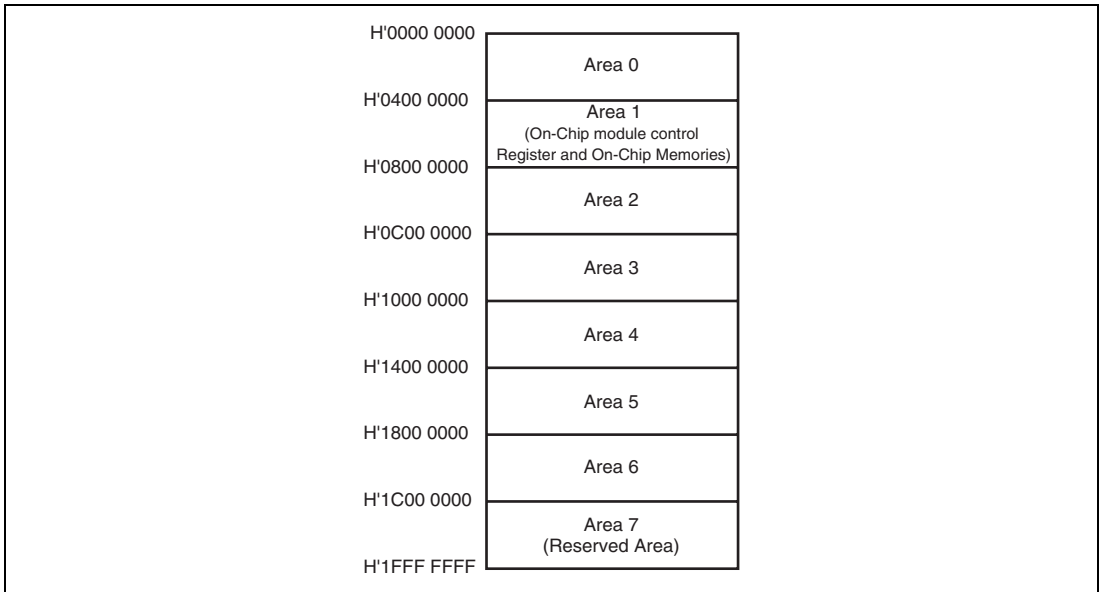 H'0000 0000
Area 0
H'0400 0000
Area 1
(On-Chip module control
Register and On-Chip Memories)
H'0800 0000
Area 2
H'0C00 0000
Area 3
H'1000 0000
Area 4
H'1400 0000
Area 5
H'1800 0000
Area 6
H'1C00 0000
Area 7
(Reserved Area)
H'1FFF FFFF